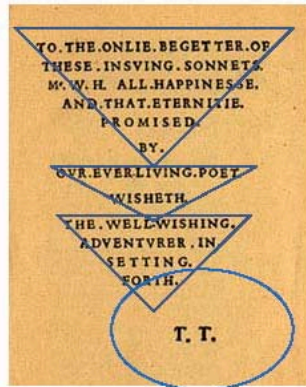 TO.THE.ONLIE.BEGETTER.OF
THESE.INSVING.SONNETS.
Mr.W.H. ALL.HAPPINESSE.
AND.THAT.ETERNITIE.
PROMISED.
BY.
OVR.EVER-LIVING.POET.
WISHETH.
THE.WELL-WISHING.
ADVENTVRER.IN.
SETTING.
FORTH.
T. T.